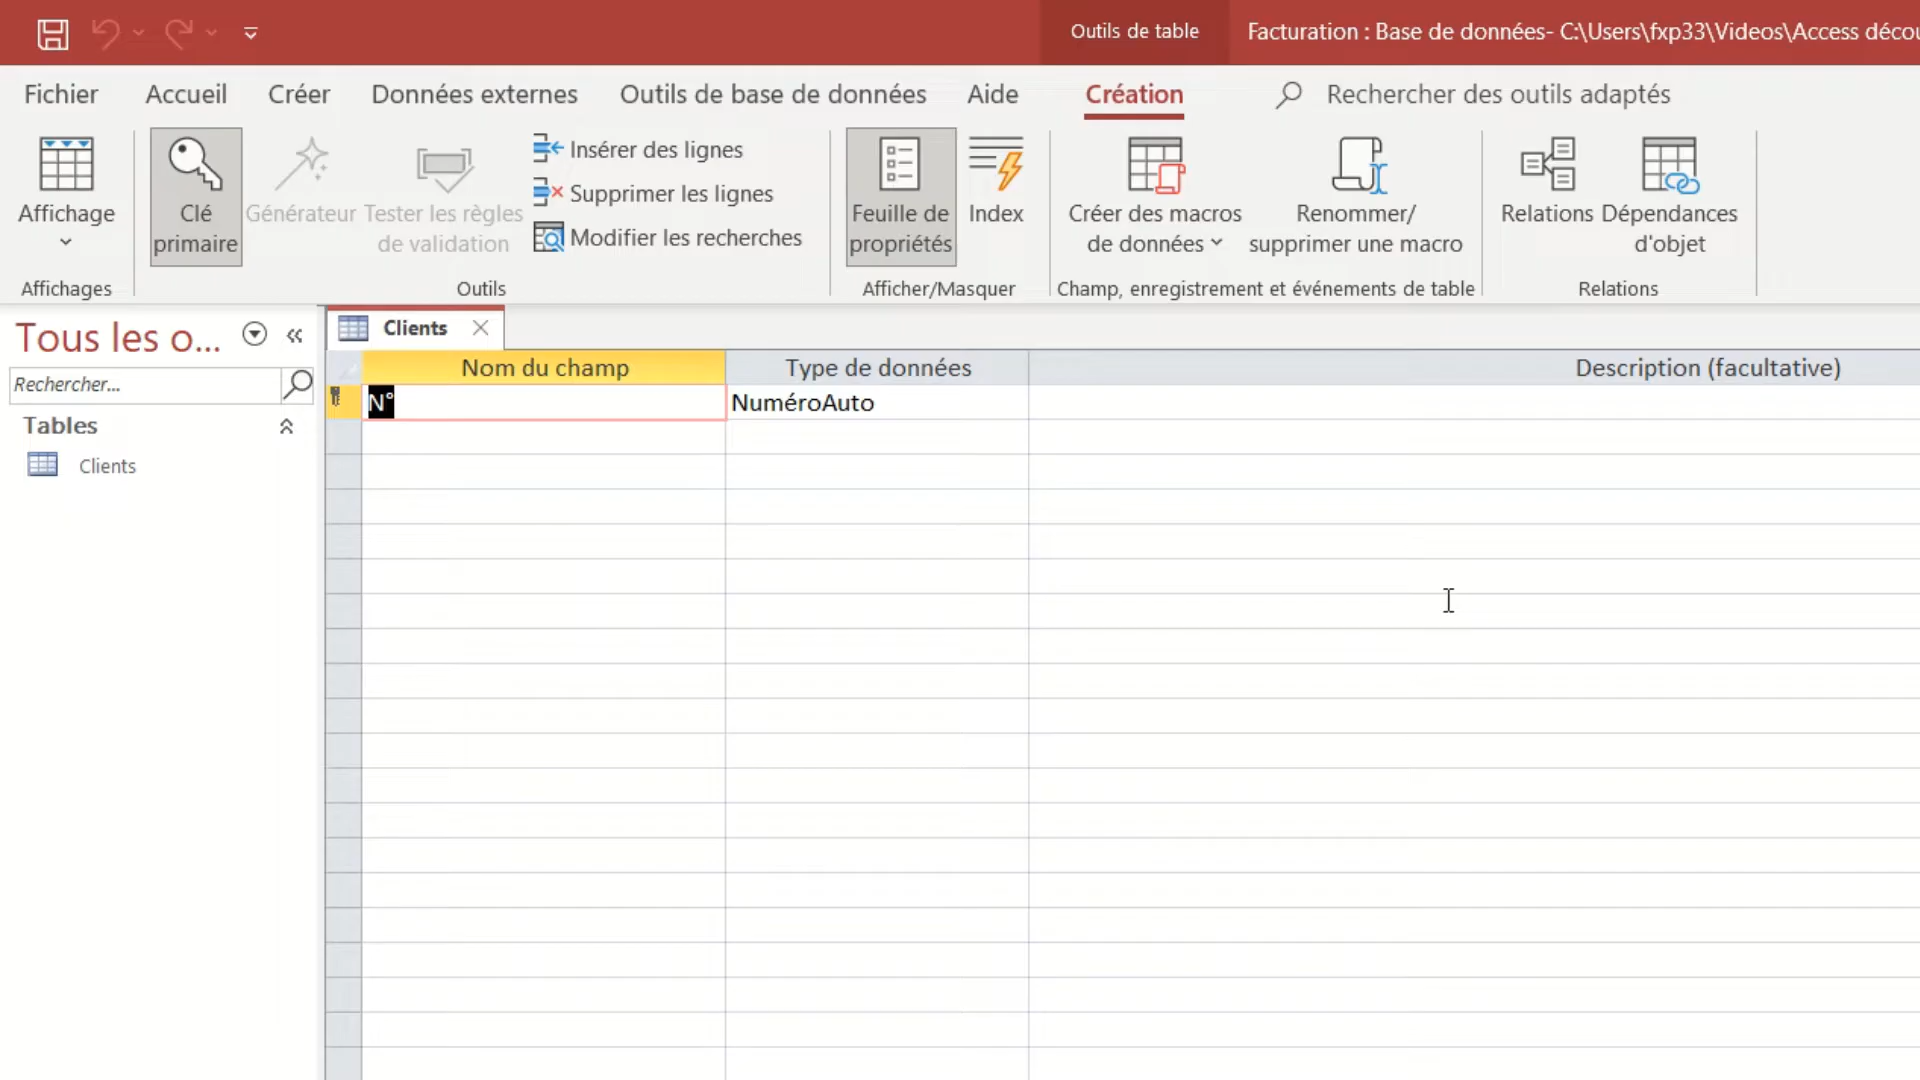 Outils de table
Facturation : Base de données- C:\Users\fxp33\Videos\Access décou
Fichier
Accueil
Créer
Données externes
Outils de base de données
Aide
Création
Rechercher des outils adaptés
Affichage
Clé
primaire
Générateur
Tester les règles
de validation
Insérer des lignes
Supprimer les lignes
Modifier les recherches
Feuille de
propriétés
Index
Créer des macros
de données
Renommer/
supprimer une macro
Relations
Dépendances
d'objet
Affichages
Outils
Afficher/Masquer
Champ, enregistrement et événements de table
Relations
Tous les o...
Rechercher...
Tables
Clients
Clients
Nom du champ
Type de données
Description (facultative)
N°
NuméroAuto